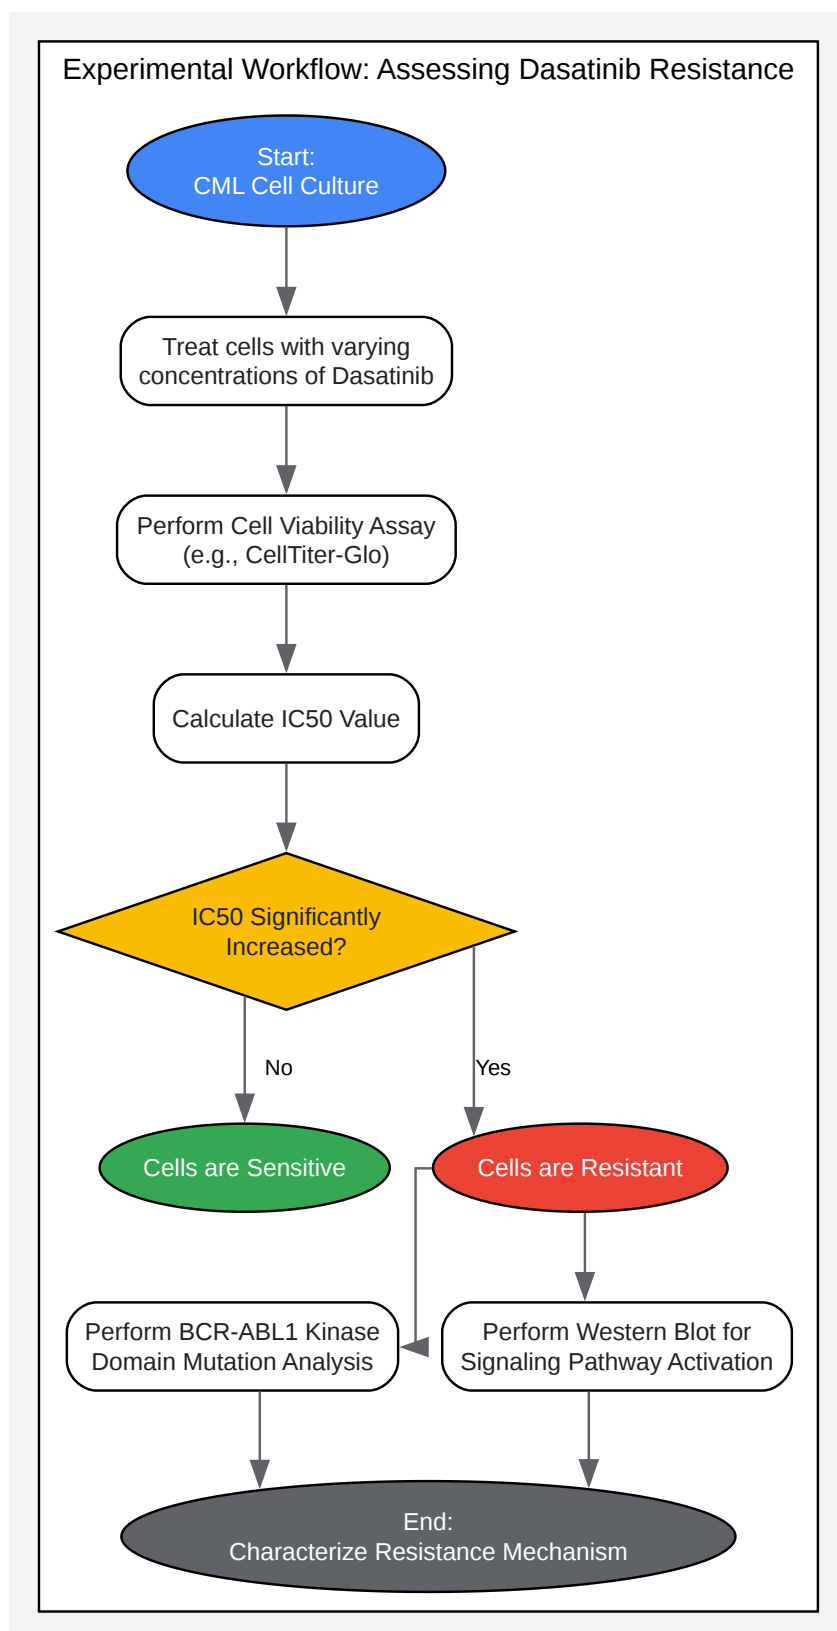 Experimental Workflow: Assessing Dasatinib Resistance
Start:
CML Cell Culture
Treat cells with varying
concentrations of Dasatinib
Perform Cell Viability Assay
(e.g., CellTiter-Glo)
Calculate IC50 Value
IC50 Significantly
Increased?
No
Yes
Cells are Sensitive
Cells are Resistant
Perform BCR-ABL1 Kinase
Domain Mutation Analysis
Perform Western Blot for
Signaling Pathway Activation
End:
Characterize Resistance Mechanism